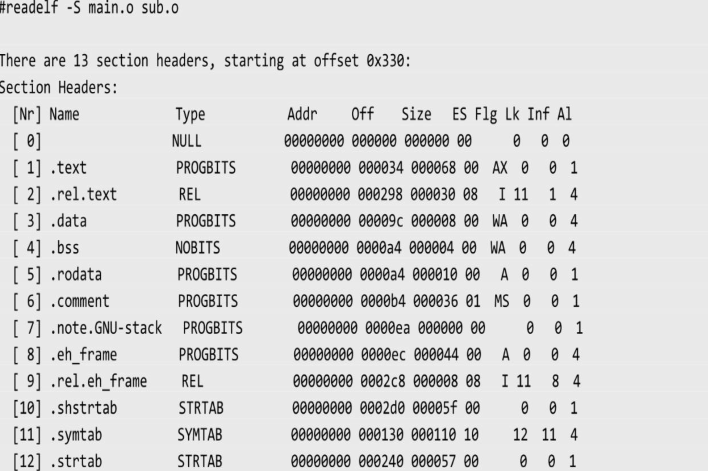 #readelf -S main.o sub.o
There are 13 section headers, starting at offset 0x330:
Section Headers:
[Nr] Name Type Addr Off Size ES Flg Lk Inf Al
[ 0] NULL 00000000 000000 000000 00 0 0 0
[ 1] .text PROGBITS 00000000 000034 000068 00 AX 0 0 1
[ 2] .rel.text REL 00000000 000298 000030 08 I 11 1 4
[ 3] .data PROGBITS 00000000 00009c 000008 00 WA 0 0 4
[ 4] .bss NOBITS 00000000 0000a4 000004 00 WA 0 0 4
[ 5] .rodata PROGBITS 00000000 0000a4 000010 00 A 0 0 1
[ 6] .comment PROGBITS 00000000 0000b4 000036 01 MS 0 0 1
[ 7] .note.GNU-stack PROGBITS 00000000 0000ea 000000 00 0 0 1
[ 8] .eh_frame PROGBITS 00000000 0000ec 000044 00 A 0 0 4
[ 9] .rel.eh_frame REL 00000000 0002c8 000008 08 I 11 8 4
[10] .shstrtab STRTAB 00000000 0002d0 00005f 00 0 0 1
[11] .symtab SYMTAB 00000000 000130 000110 10 12 11 4
[12] .strtab STRTAB 00000000 000240 000057 00 0 0 1